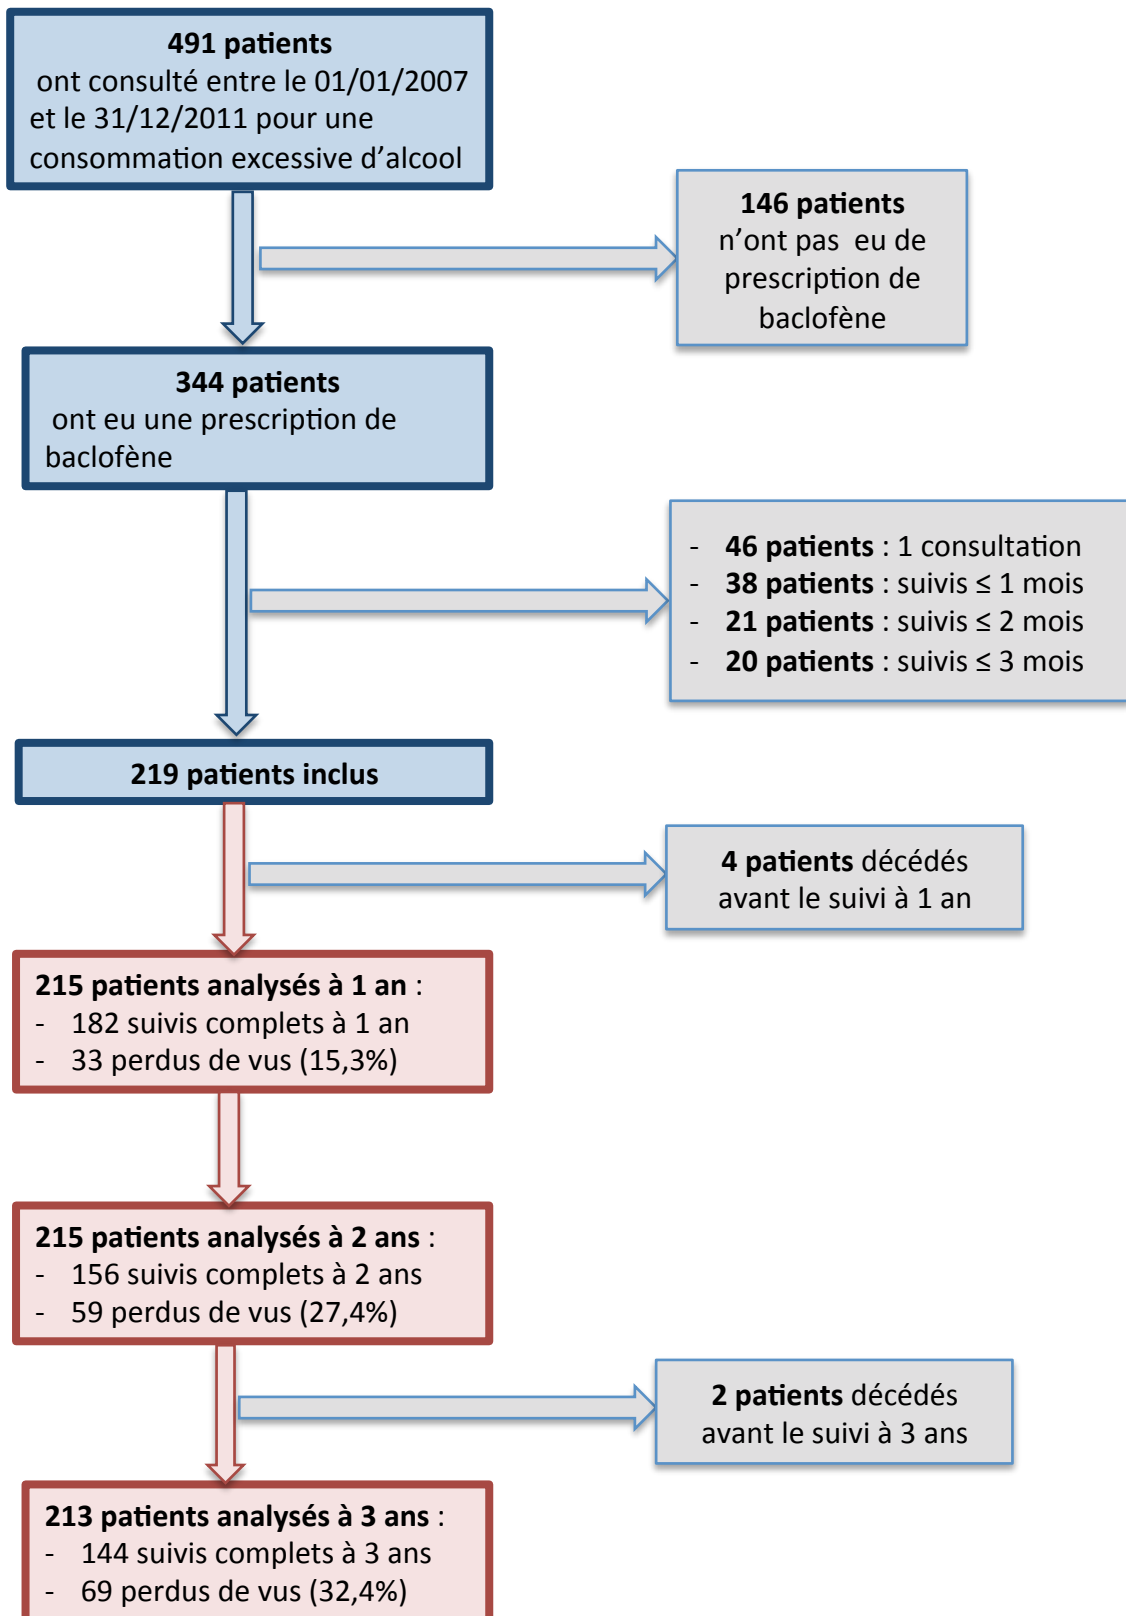 491 patients
ont consulté entre le 01/01/2007
et le 31/12/2011 pour une
consommation excessive d’alcool
146 patients
n’ont pas eu de
prescription de
baclofène
344 patients
ont eu une prescription de
baclofène
- 46 patients : 1 consultation
- 38 patients : suivis ≤ 1 mois
- 21 patients : suivis ≤ 2 mois
- 20 patients : suivis ≤ 3 mois
219 patients inclus
4 patients décédés
avant le suivi à 1 an
215 patients analysés à 1 an :
- 182 suivis complets à 1 an
- 33 perdus de vus (15,3%)
215 patients analysés à 2 ans :
- 156 suivis complets à 2 ans
- 59 perdus de vus (27,4%)
2 patients décédés
avant le suivi à 3 ans
213 patients analysés à 3 ans :
- 144 suivis complets à 3 ans
- 69 perdus de vus (32,4%)